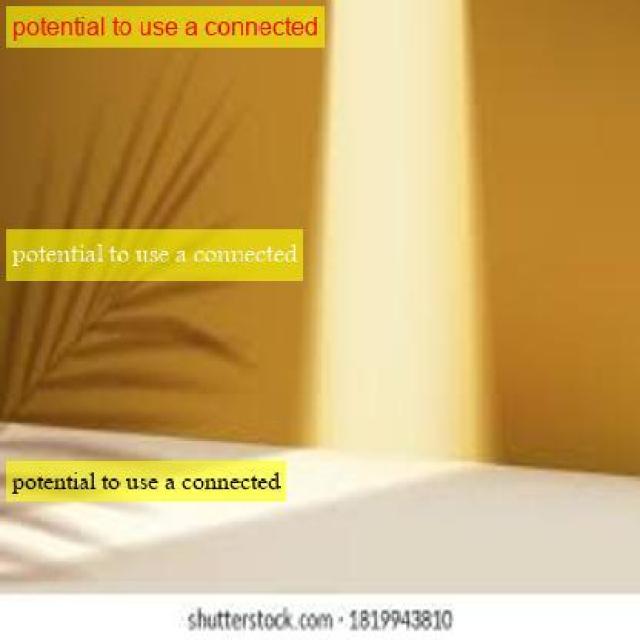 potential to use a connected
potential to use a connected
potential to use a connected
shutterstock.com · 1819943810